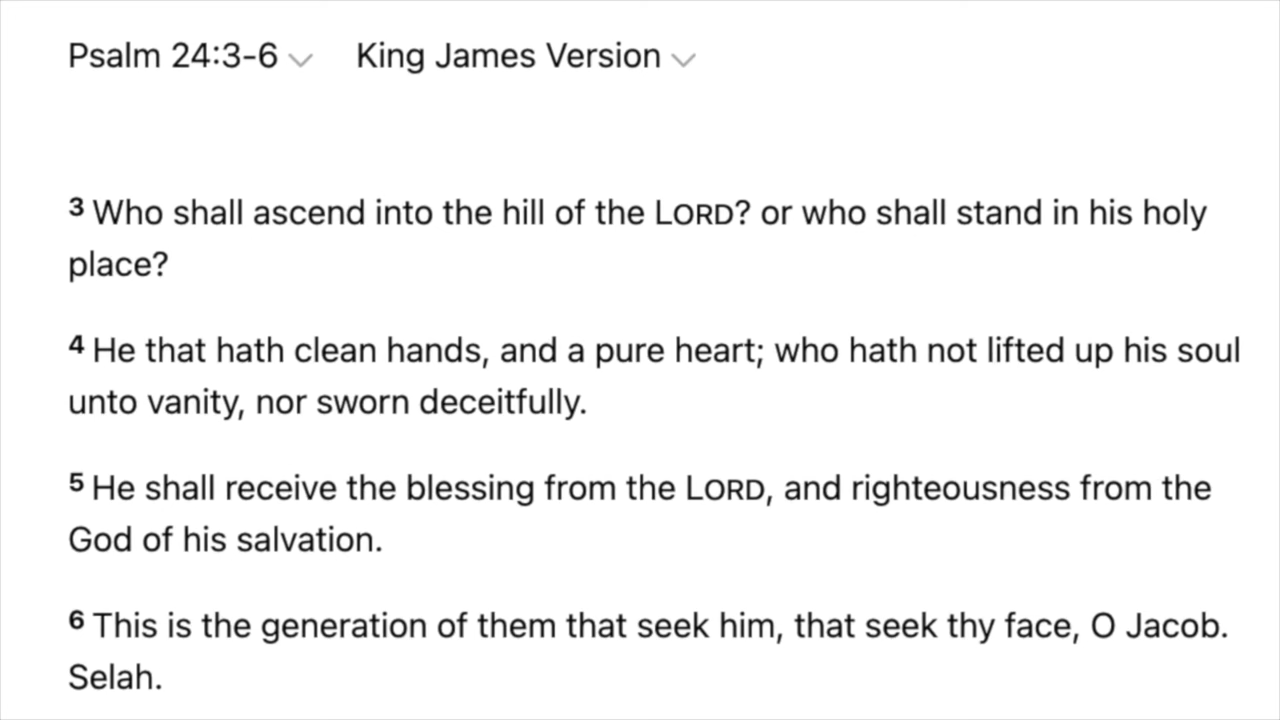 Psalm 24:3-6 King James Version
3 Who shall ascend into the hill of the LORD? or who shall stand in his holy
place?
4 He that hath clean hands, and a pure heart; who hath not lifted up his soul
unto vanity, nor sworn deceitfully.
5 He shall receive the blessing from the LORD, and righteousness from the
God of his salvation.
6 This is the generation of them that seek him, that seek thy face, O Jacob.
Selah.